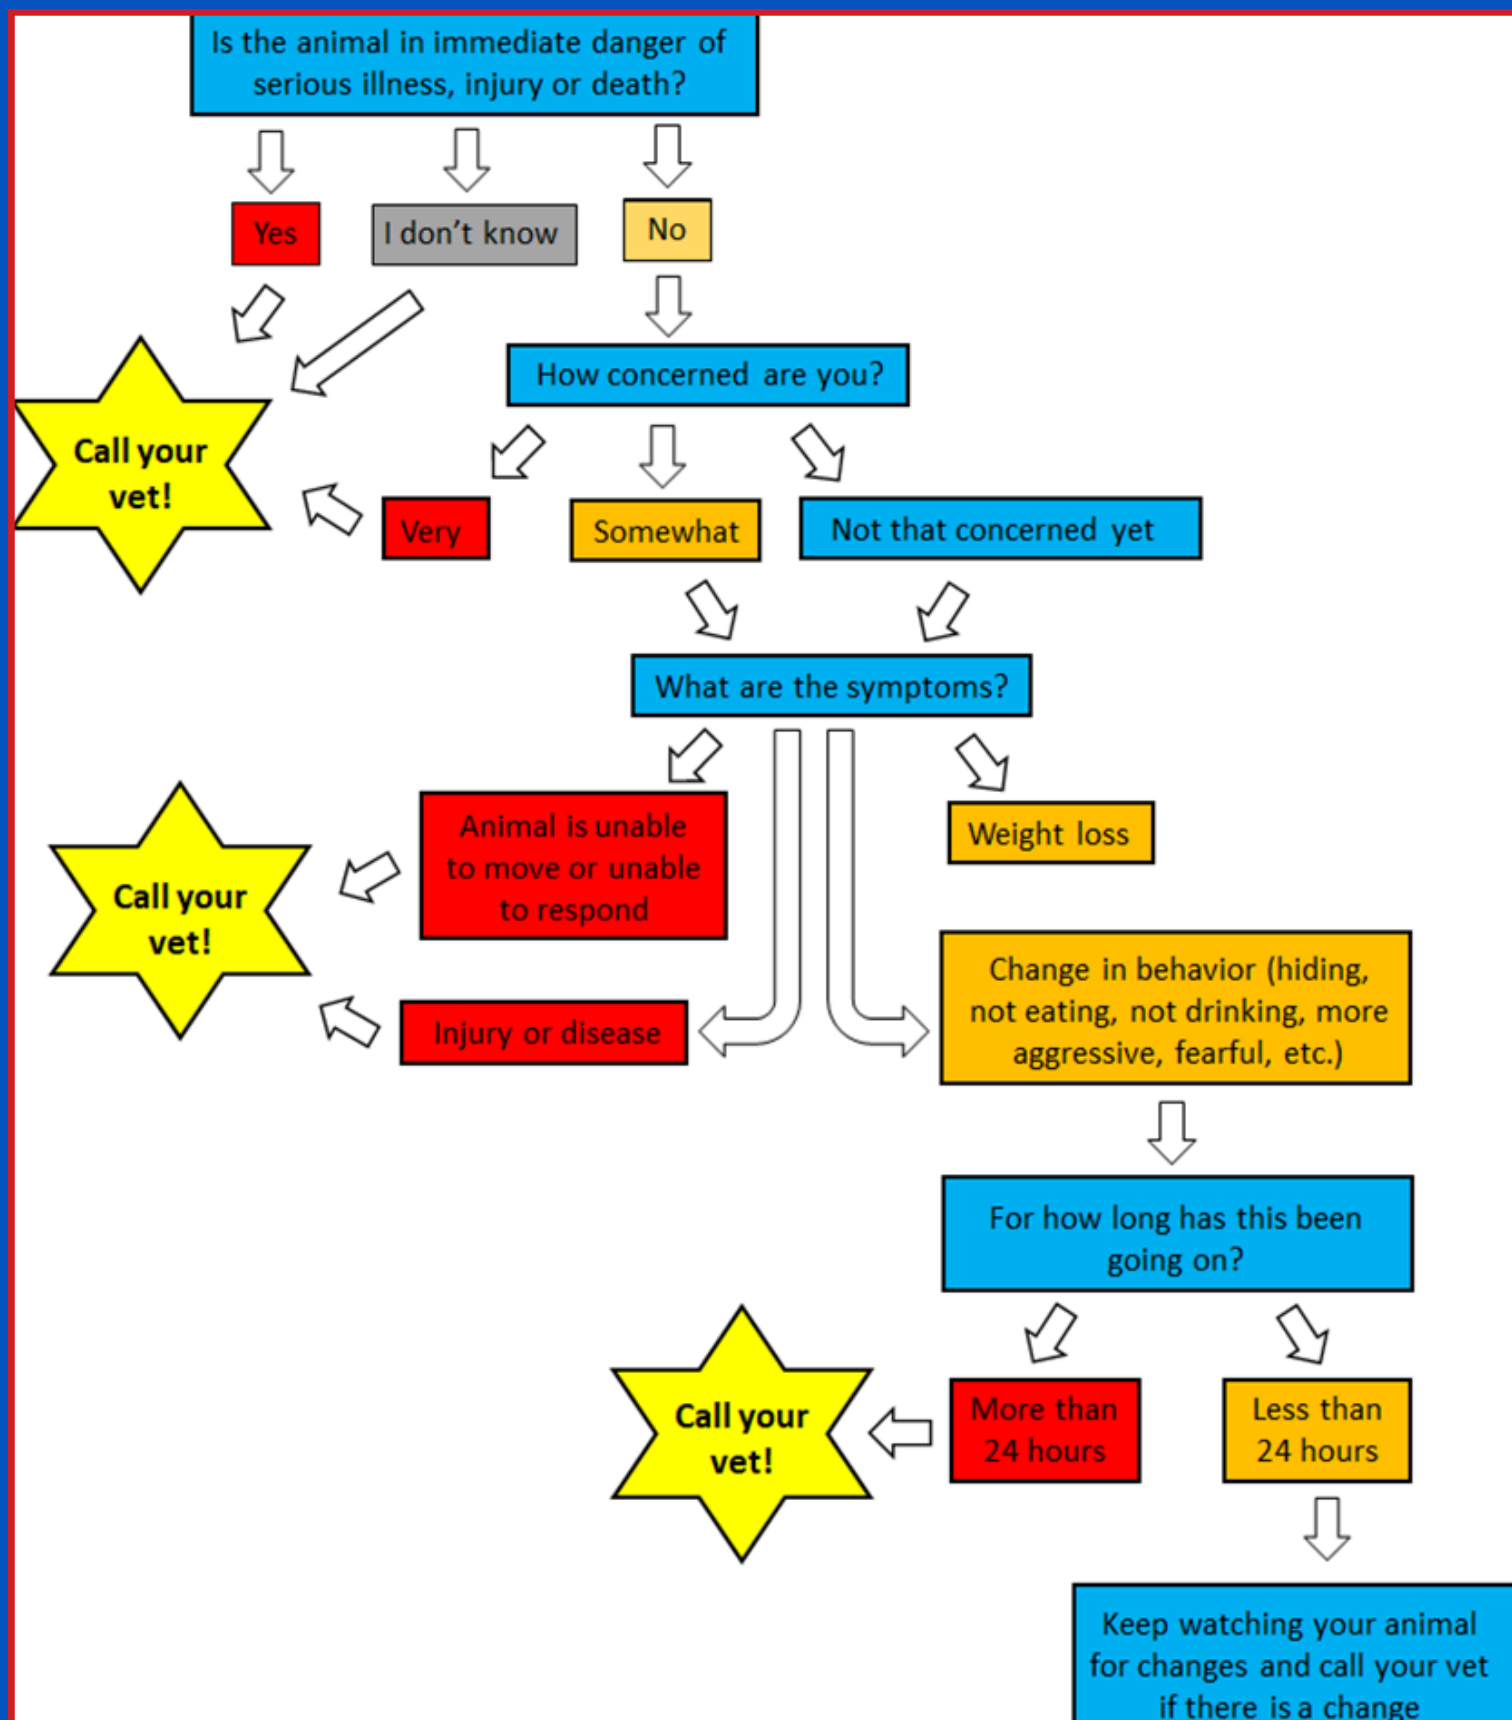 Is the animal in immediate danger of
serious illness, injury or death?
Yes
I don't know
No
How concerned are you?
Call your
vet!
Very
Somewhat
Not that concerned yet
What are the symptoms?
Animal is unable
to move or unable
to respond
Weight loss
Call your
vet!
Injury or disease
Change in behavior (hiding,
not eating, not drinking, more
aggressive, fearful, etc.)
For how long has this been
going on?
Call your
vet!
More than
24 hours
Less than
24 hours
Keep watching your animal
for changes and call your vet
if there is a change